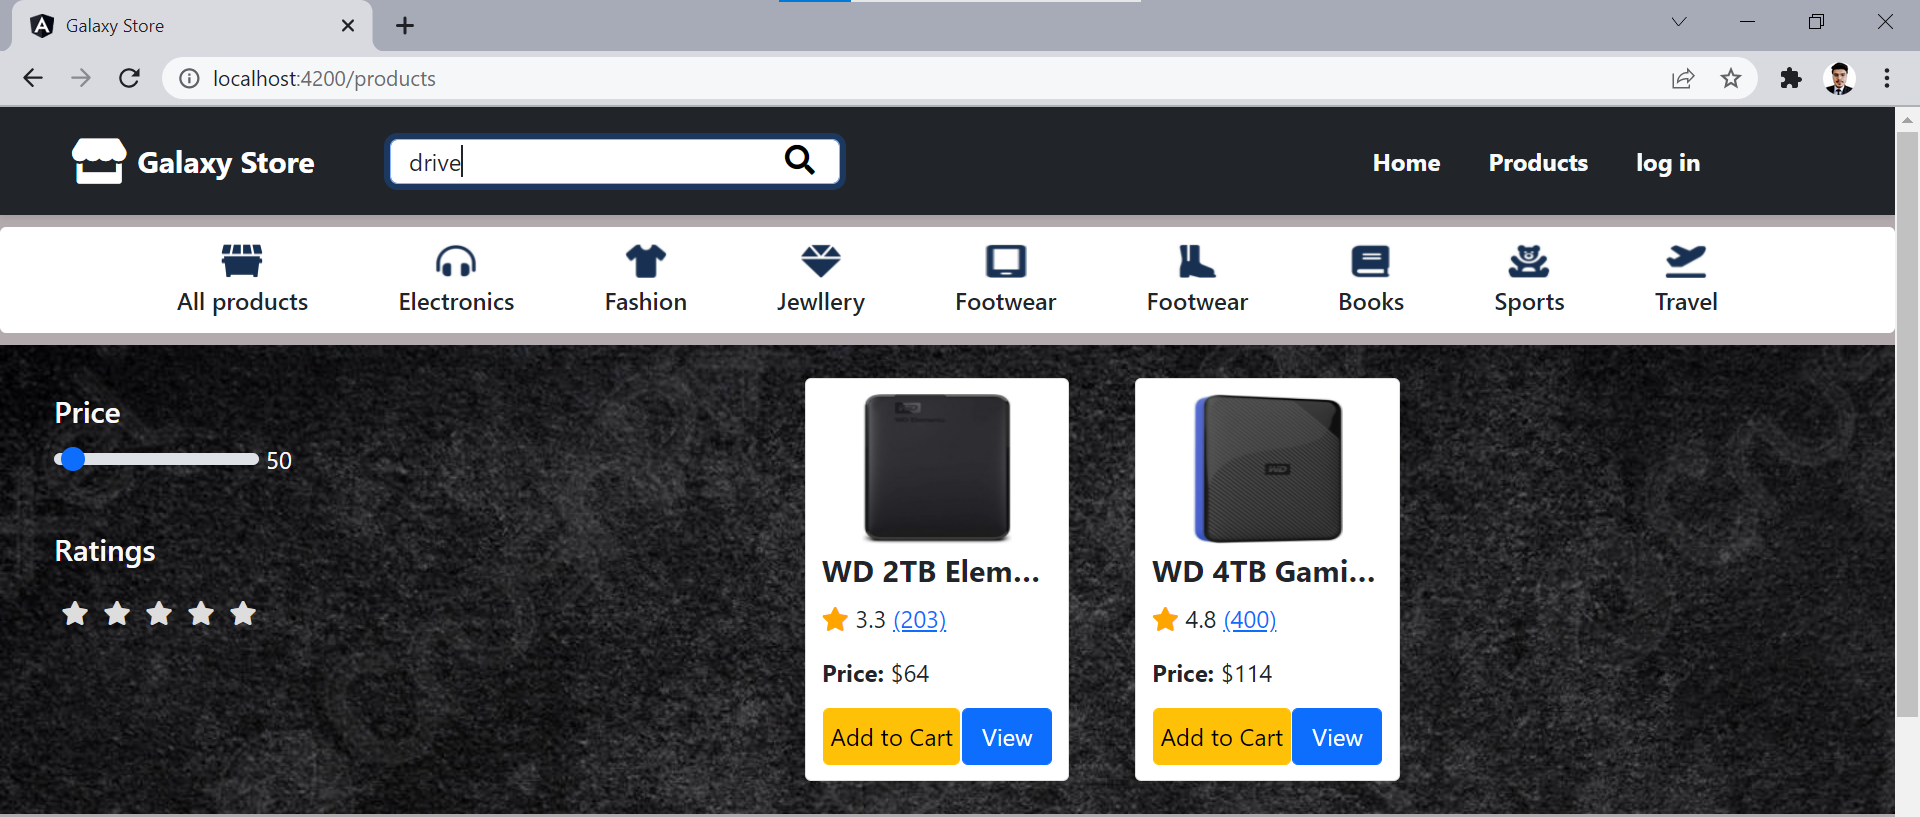 Galaxy Store
localhost:4200/products
Galaxy Store
drive
Home Products log in
All products Electronics Fashion Jewllery Footwear Footwear Books Sports Travel
Price
50
Ratings
WD
WD 2TB Elem...
3.3 (203)
Price: $64
Add to Cart View
WD
WD 4TB Gami...
4.8 (400)
Price: $114
Add to Cart View